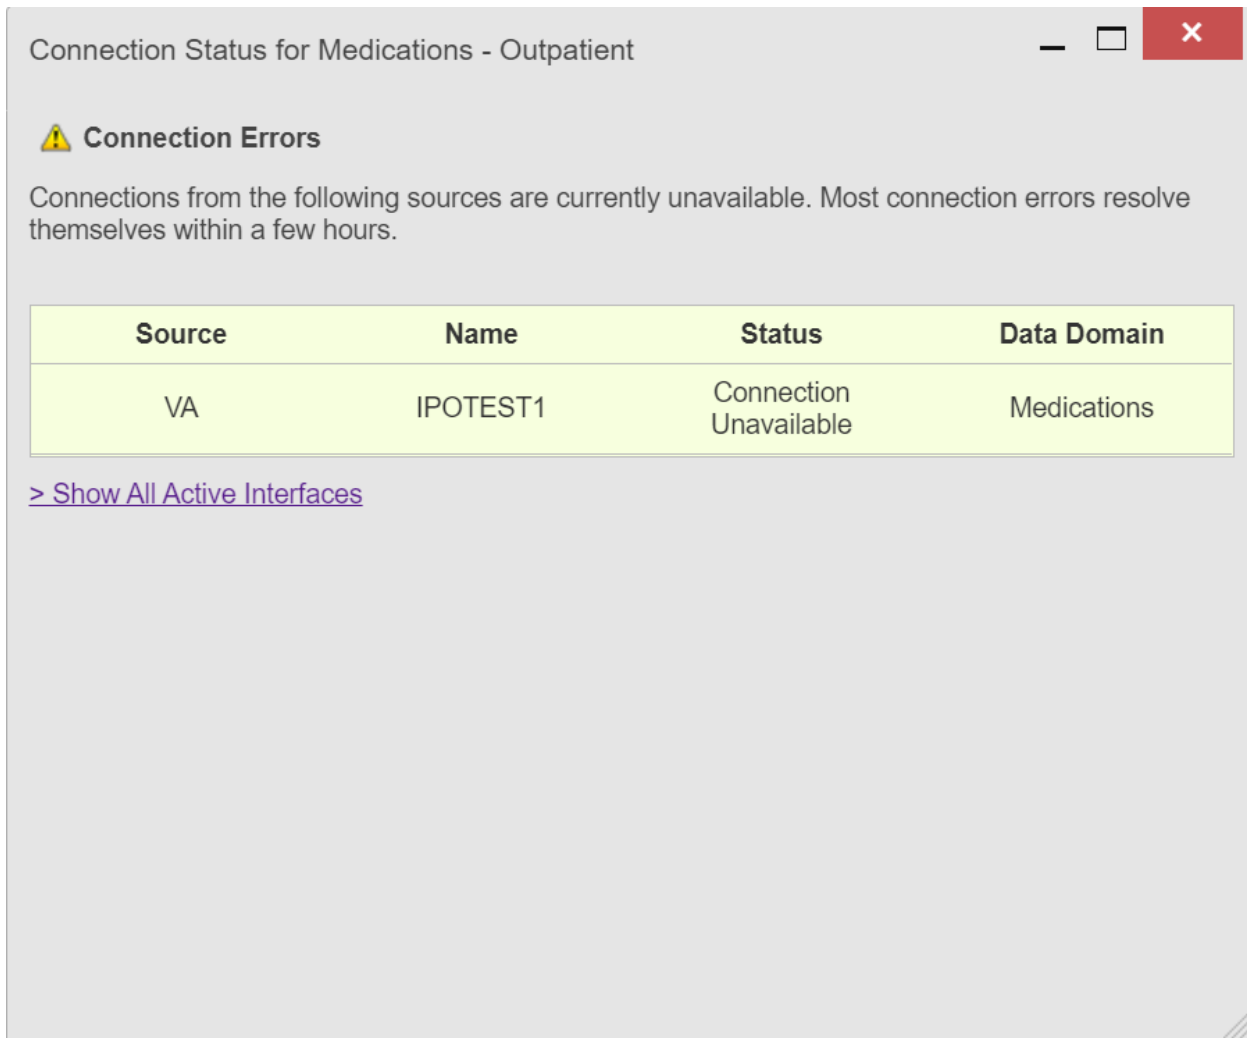 Connection Status for Medications - Outpatient
Connection Errors
Connections from the following sources are currently unavailable. Most connection errors resolve
themselves within a few hours.
Source Name Status Data Domain
VA IPOTEST1 Connection Unavailable Medications
> Show All Active Interfaces